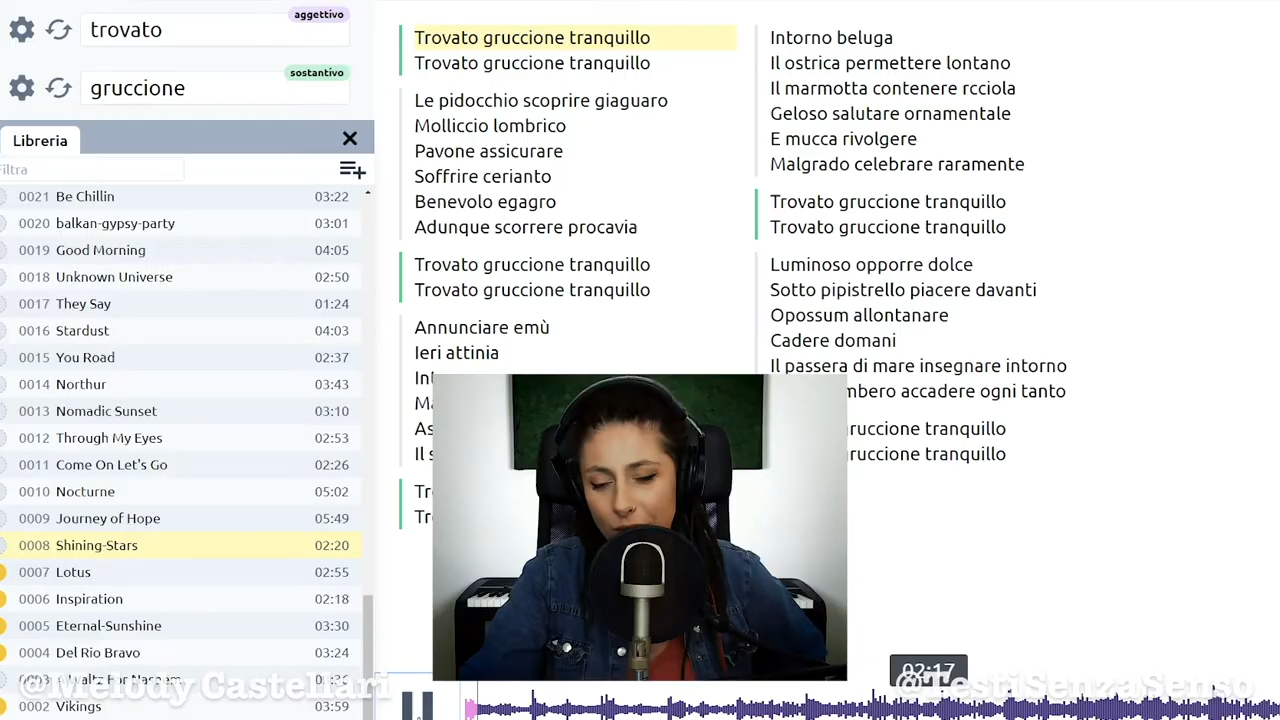 aggettivo
trovato
sostantivo
gruccione
Libreria
Filtra
0021 Be Chillin 03:22
0020 balkan-gypsy-party 03:01
0019 Good Morning 04:05
0018 Unknown Universe 02:50
0017 They Say 01:24
0016 Stardust 04:03
0015 You Road 02:37
0014 Northur 03:43
0013 Nomadic Sunset 03:10
0012 Through My Eyes 02:53
0011 Come On Let's Go 02:26
0010 Nocturne 05:02
0009 Journey of Hope 05:49
0008 Shining-Stars 02:20
0007 Lotus 02:55
0006 Inspiration 02:18
0005 Eternal-Sunshine 03:30
0004 Del Rio Bravo 03:24
0002 Vikings 03:59
Trovato gruccione tranquillo
Trovato gruccione tranquillo
Le pidocchio scoprire giaguaro
Molliccio lombrico
Pavone assicurare
Soffrire cerianto
Benevolo egagro
Adunque scorrere procavia
Trovato gruccione tranquillo
Trovato gruccione tranquillo
Annunciare emù
Ieri attinia
Intorno beluga
Il ostrica permettere lontano
Il marmotta contenere rcciola
Geloso salutare ornamentale
E mucca rivolgere
Malgrado celebrare raramente
Trovato gruccione tranquillo
Trovato gruccione tranquillo
Luminoso opporre dolce
Sotto pipistrello piacere davanti
Opossum allontanare
Cadere domani
Il passera di mare insegnare intorno
accadere ogni tanto
gruccione tranquillo
gruccione tranquillo
02:17
@TestiSenzaSenso